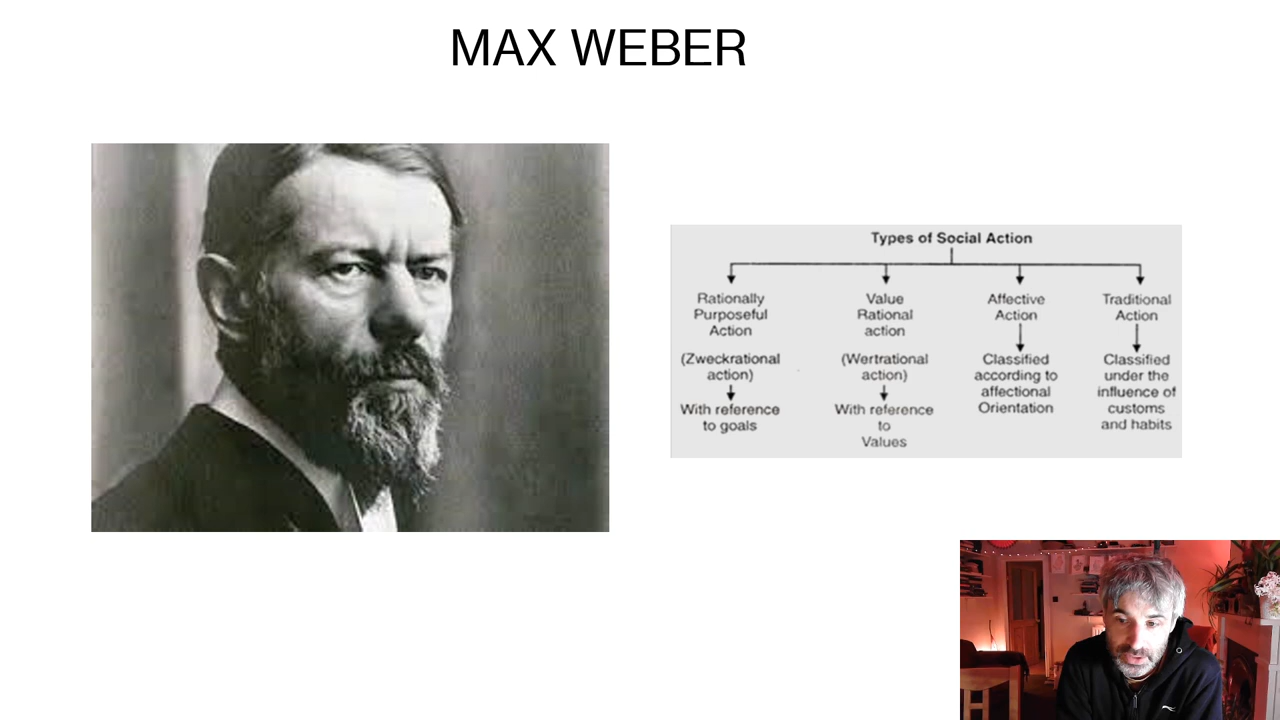 MAX WEBER
Types of Social Action
Rationally
Purposeful
Action
(Zweckrational
action)
With reference
to goals
Value
Rational
action
(Wertrational
action)
With reference
to
Values
Affective
Action
Classified
according to
affectional
Orientation
Traditional
Action
Classified
under the
influence of
customs
and habits